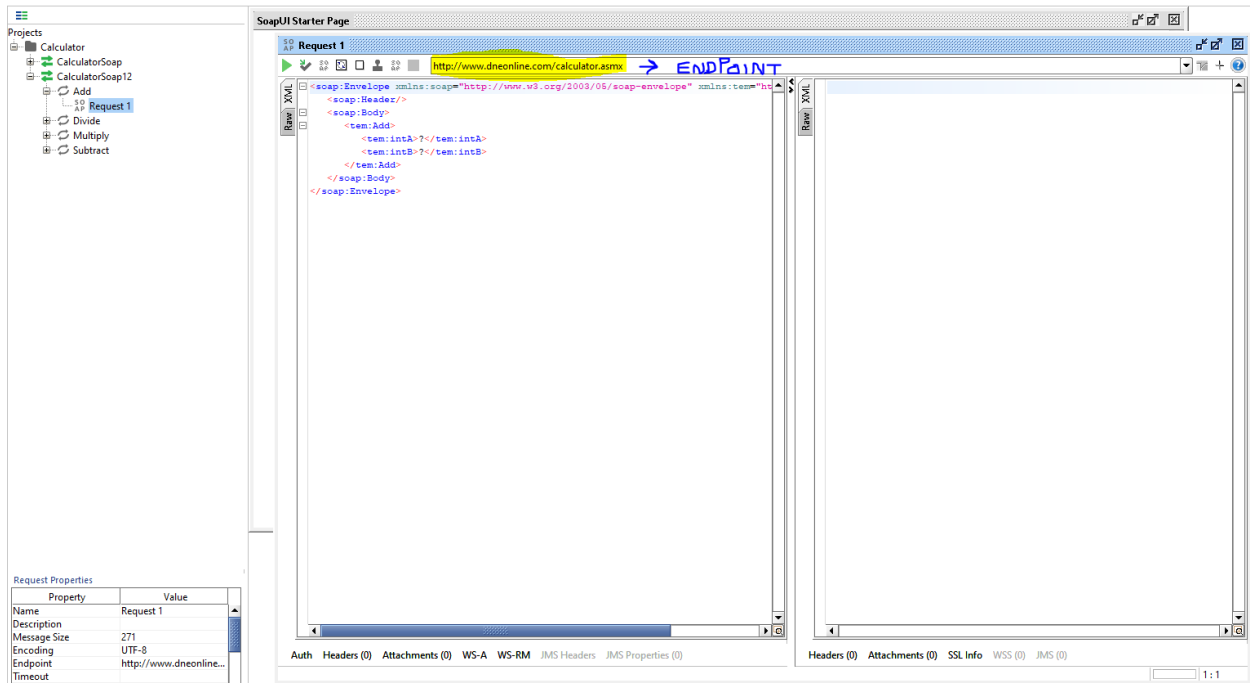 Projects
Calculator
CalculatorSoap
CalculatorSoap12
Add
SO AP Request 1
Divide
Multiply
Subtract
SoapUI Starter Page
SO AP Request 1
http://www.dneonline.com/calculator.asmx → ENDPOINT
XML
Raw
<soap:Envelope xmlns:soap="http://www.w3.org/2003/05/soap-envelope" xmlns:tem="ht
<soap:Header/>
<soap:Body>
<tem:Add>
<tem:intA>?</tem:intA>
<tem:intB>?</tem:intB>
</tem:Add>
</soap:Body>
</soap:Envelope>
XML
Raw
Auth Headers (0) Attachments (0) WS-A WS-RM JMS Headers JMS Properties (0)
Headers (0) Attachments (0) SSL Info WSS (0) JMS (0)
1 : 1
Request Properties
Property Value
Name Request 1
Description
Message Size 271
Encoding UTF-8
Endpoint http://www.dneonline...
Timeout